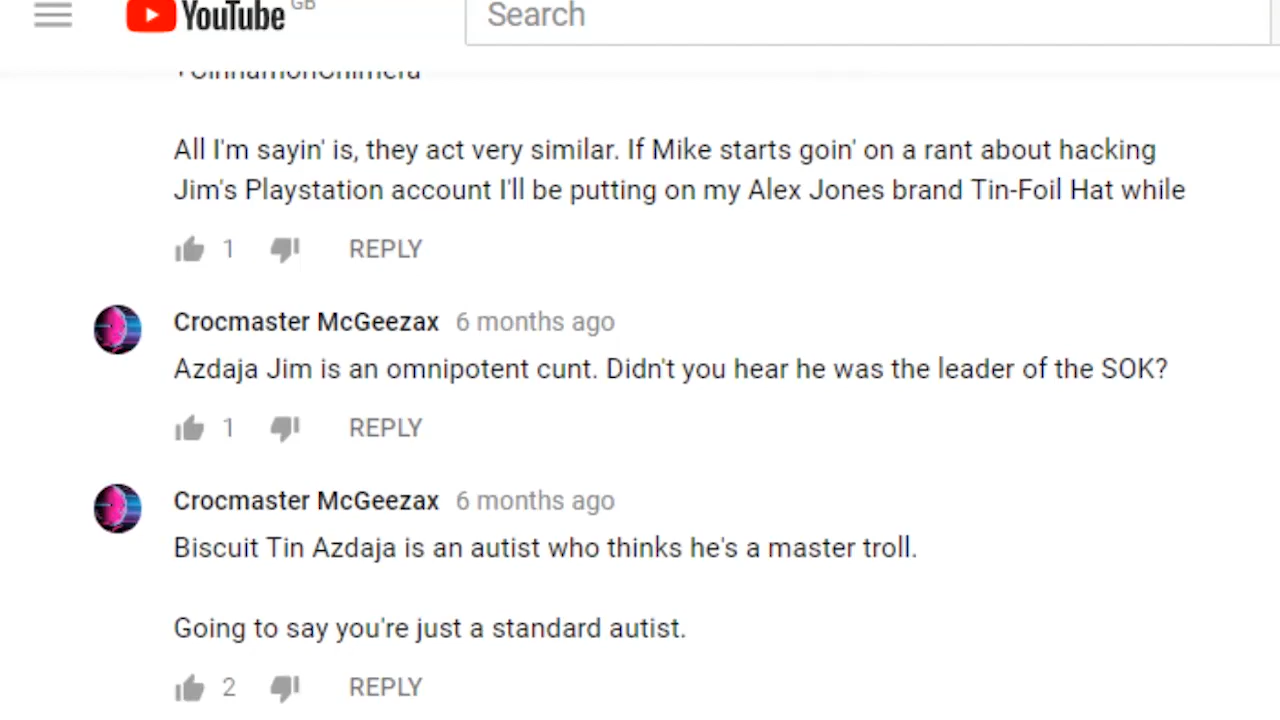 YouTube GB
Search
+CinnamonChimera
All I'm sayin' is, they act very similar. If Mike starts goin' on a rant about hacking
Jim's Playstation account I'll be putting on my Alex Jones brand Tin-Foil Hat while
1 REPLY
Crocmaster McGeezax 6 months ago
Azdaja Jim is an omnipotent cunt. Didn't you hear he was the leader of the SOK?
1 REPLY
Crocmaster McGeezax 6 months ago
Biscuit Tin Azdaja is an autist who thinks he's a master troll.
Going to say you're just a standard autist.
2 REPLY